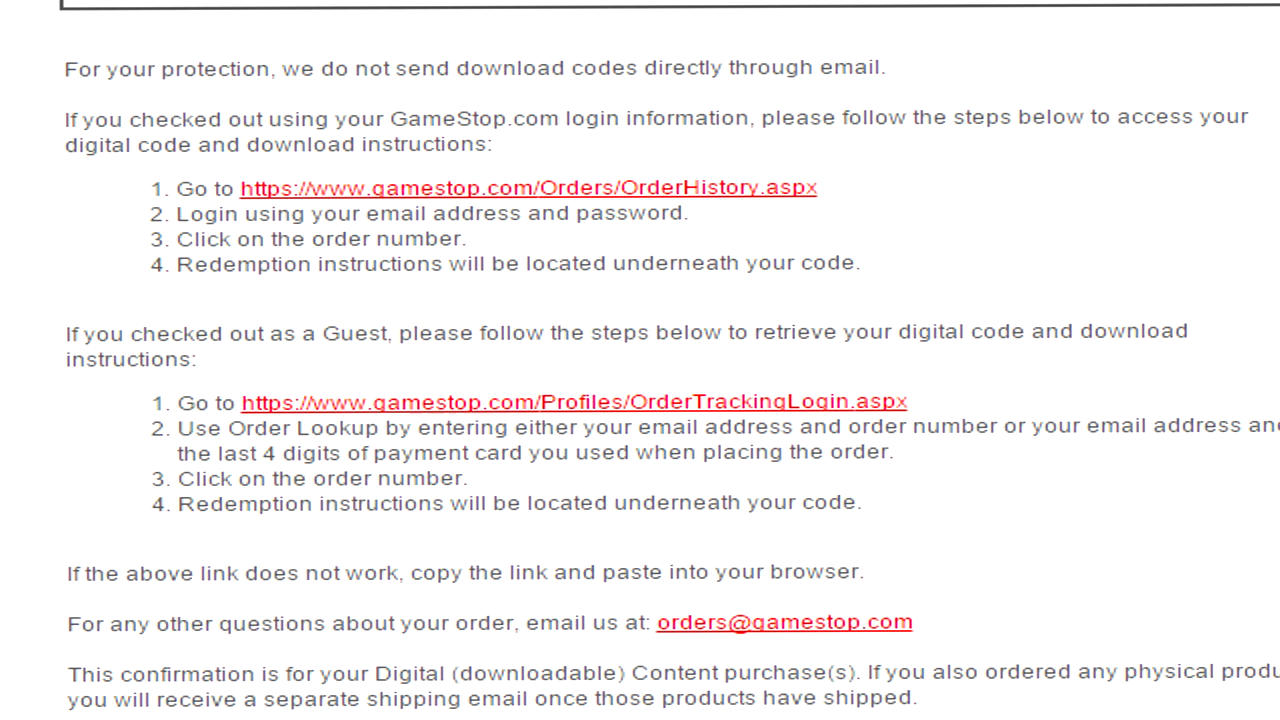 For your protection, we do not send download codes directly through email.
If you checked out using your GameStop.com login information, please follow the steps below to access your
digital code and download instructions:
1. Go to https://www.gamestop.com/Orders/OrderHistory.aspx
2. Login using your email address and password.
3. Click on the order number.
4. Redemption instructions will be located underneath your code.
If you checked out as a Guest, please follow the steps below to retrieve your digital code and download
instructions:
1. Go to https://www.gamestop.com/Profiles/OrderTrackingLogin.aspx
2. Use Order Lookup by entering either your email address and order number or your email address
the last 4 digits of payment card you used when placing the order.
3. Click on the order number.
4. Redemption instructions will be located underneath your code.
If the above link does not work, copy the link and paste into your browser.
For any other questions about your order, email us at: orders@gamestop.com
This confirmation is for your Digital (downloadable) Content purchase(s). If you also ordered any physical
you will receive a separate shipping email once those products have shipped.